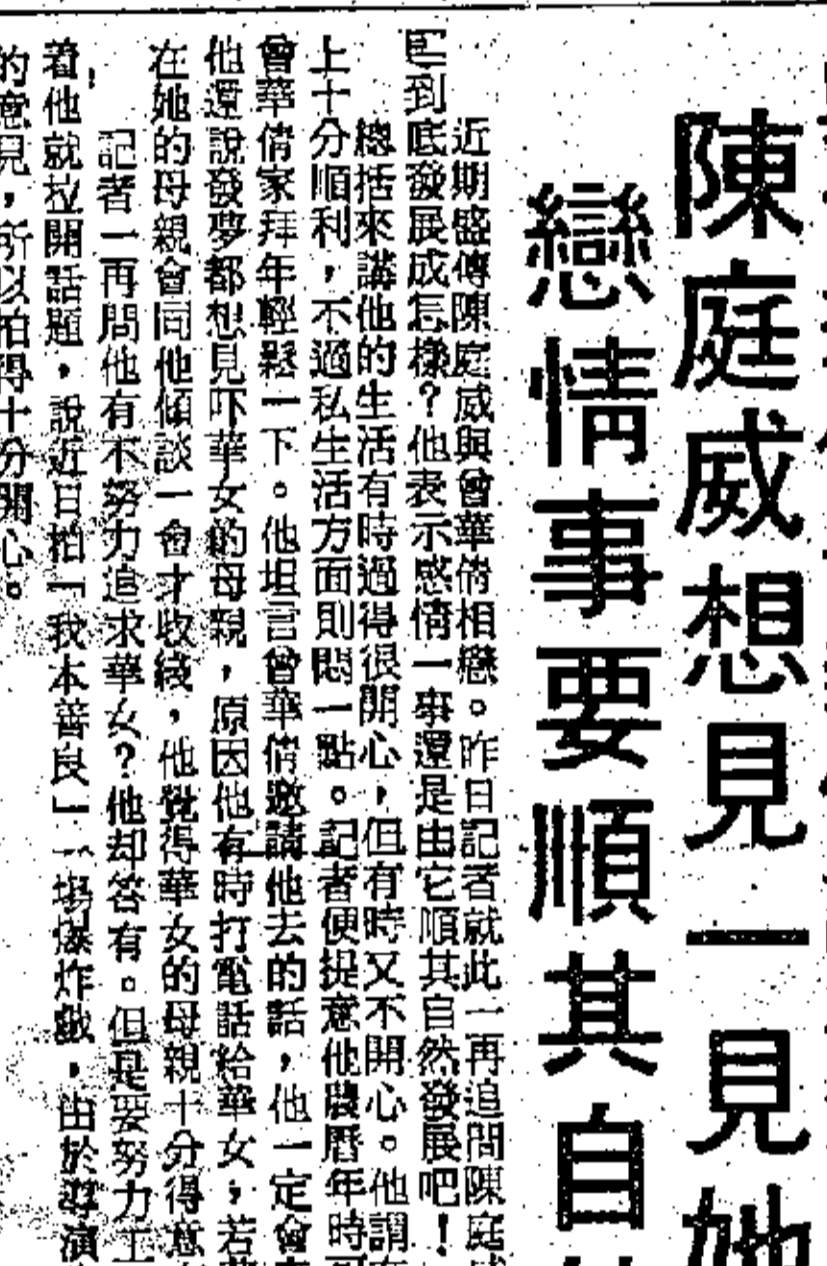 陳庭威想見一見她
戀情事要順其自
近期盛傳陳庭威與曾華倩相戀。昨日記者就此一再追問陳庭威
到底發展成怎樣?他表示感情一事還是由它順其自然發展吧!
總括來講他的生活有時過得很開心,但有時又不開心。他謂
上十分順利,不過私生活方面則悶一點。記者便提意他農曆年時
曾華倩家拜年輕鬆一下。他坦言曾華倩邀請他去的話,他一定會
他還說發夢都想見吓華女的母親,原因他有時打電話給華女,若
在她的母親會同他傾談一會才收綫,他覺得華女的母親十分得意
記者一再問他有不努力追求華女?他却答有。但是要努力工
着他就拉開話題,說近日拍「我本善良」一場爆炸戲,由於導演
的意見,所以拍得十分開心。